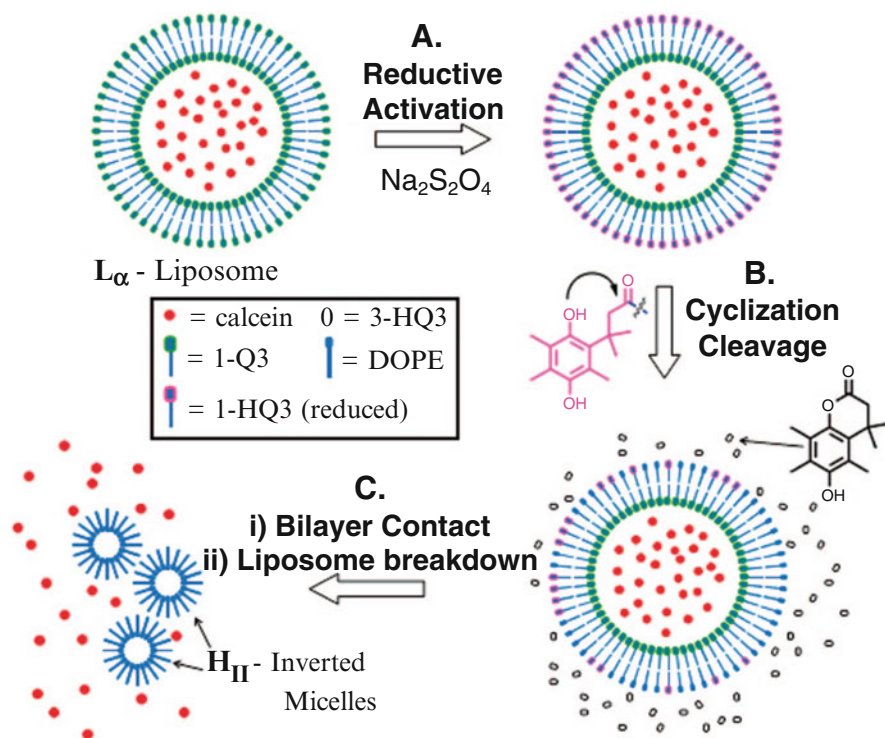 A.
Reductive
Activation
Na₂S₂O₄
Lα - Liposome
= calcein 0 = 3-HQ3
= 1-Q3 = DOPE
= 1-HQ3 (reduced)
OH
O
OH
B.
Cyclization
Cleavage
O
O
OH
C.
i) Bilayer Contact
ii) Liposome breakdown
HII - Inverted
Micelles